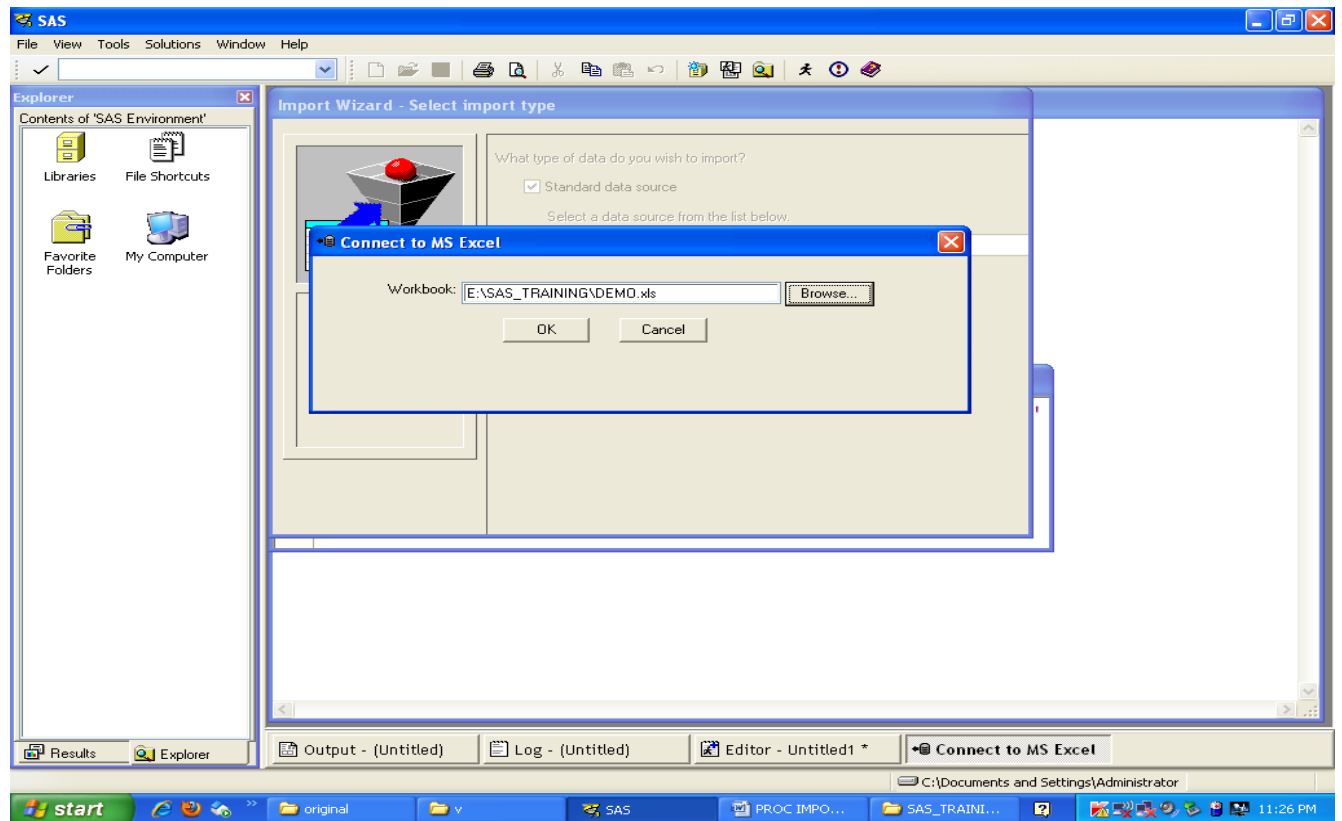 SAS
File View Tools Solutions Window Help
Explorer
Contents of 'SAS Environment'
Libraries
File Shortcuts
Favorite Folders
My Computer
Import Wizard - Select import type
What type of data do you wish to import?
Standard data source
Select a data source from the list below.
Connect to MS Excel
Workbook: E:\SAS_TRAINING\DEMO.xls Browse...
OK Cancel
Results Explorer
Output - (Untitled) Log - (Untitled) Editor - Untitled1 * Connect to MS Excel
C:\Documents and Settings\Administrator
start original v SAS PROC IMPO... SAS_TRAINI... 11:26 PM